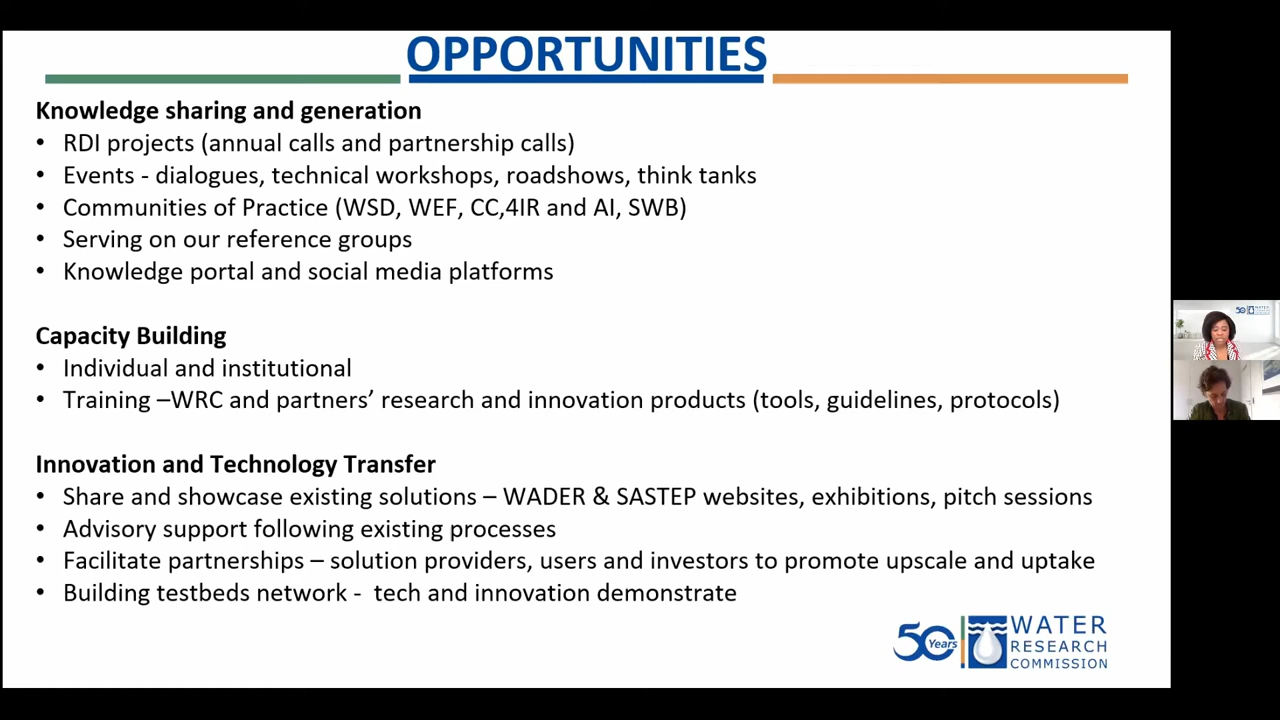 OPPORTUNITIES
Knowledge sharing and generation
• RDI projects (annual calls and partnership calls)
• Events - dialogues, technical workshops, roadshows, think tanks
• Communities of Practice (WSD, WEF, CC,4IR and AI, SWB)
• Serving on our reference groups
• Knowledge portal and social media platforms
Capacity Building
• Individual and institutional
• Training –WRC and partners’ research and innovation products (tools, guidelines, protocols)
Innovation and Technology Transfer
• Share and showcase existing solutions – WADER & SASTEP websites, exhibitions, pitch sessions
• Advisory support following existing processes
• Facilitate partnerships – solution providers, users and investors to promote upscale and uptake
• Building testbeds network - tech and innovation demonstrate
50 Years
WATER
RESEARCH
COMMISSION